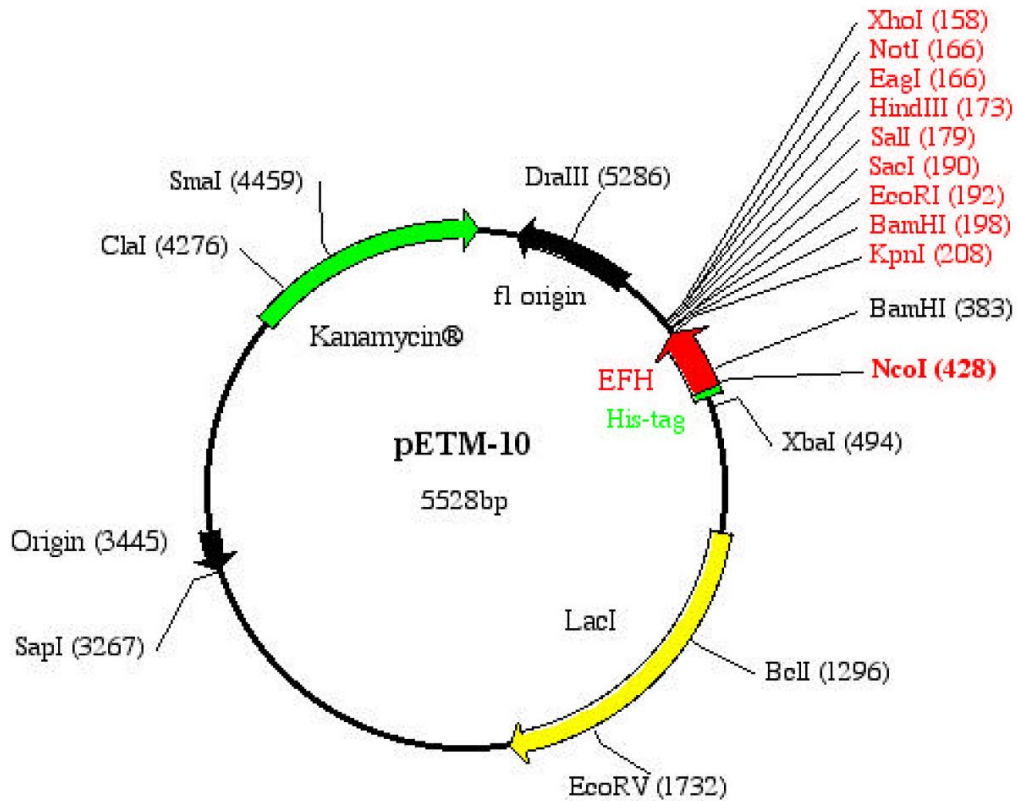 XhoI (158)
NotI (166)
EagI (166)
HindIII (173)
SalI (179)
SacI (190)
EcoRI (192)
BamHI (198)
KpnI (208)
DraIII (5286)
SmaI (4459)
ClaI (4276)
f1 origin
Kanamycin®
BamHI (383)
EFH
NcoI (428)
His-tag
XbaI (494)
pETM-10
5528bp
Origin (3445)
LacI
SapI (3267)
BclI (1296)
EcoRV (1732)